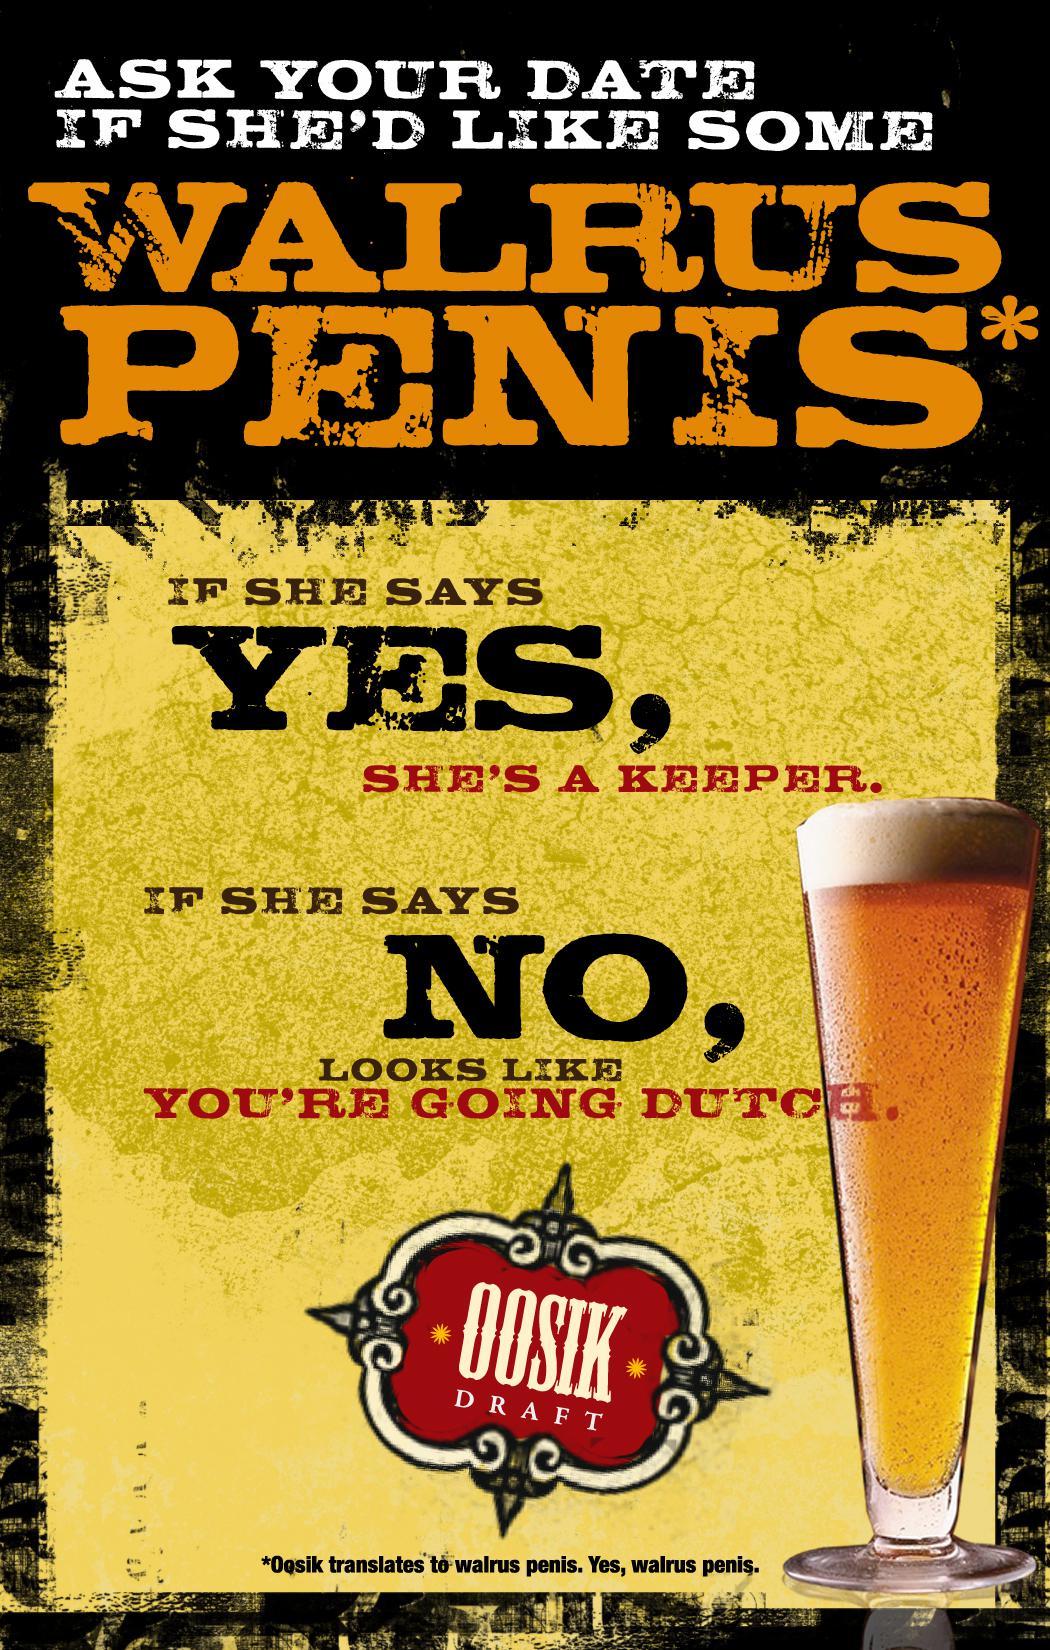 ASK YOUR DATE
IF SHE'D LIKE SOME
WALRUS
PENIS*
IF SHE SAYS
YES,
SHE'S A KEEPER.
IF SHE SAYS
NO,
LOOKS LIKE
YOU'RE GOING DUTCH.
OOSIK
DRAFT
*Oosik translates to walrus penis. Yes, walrus penis.